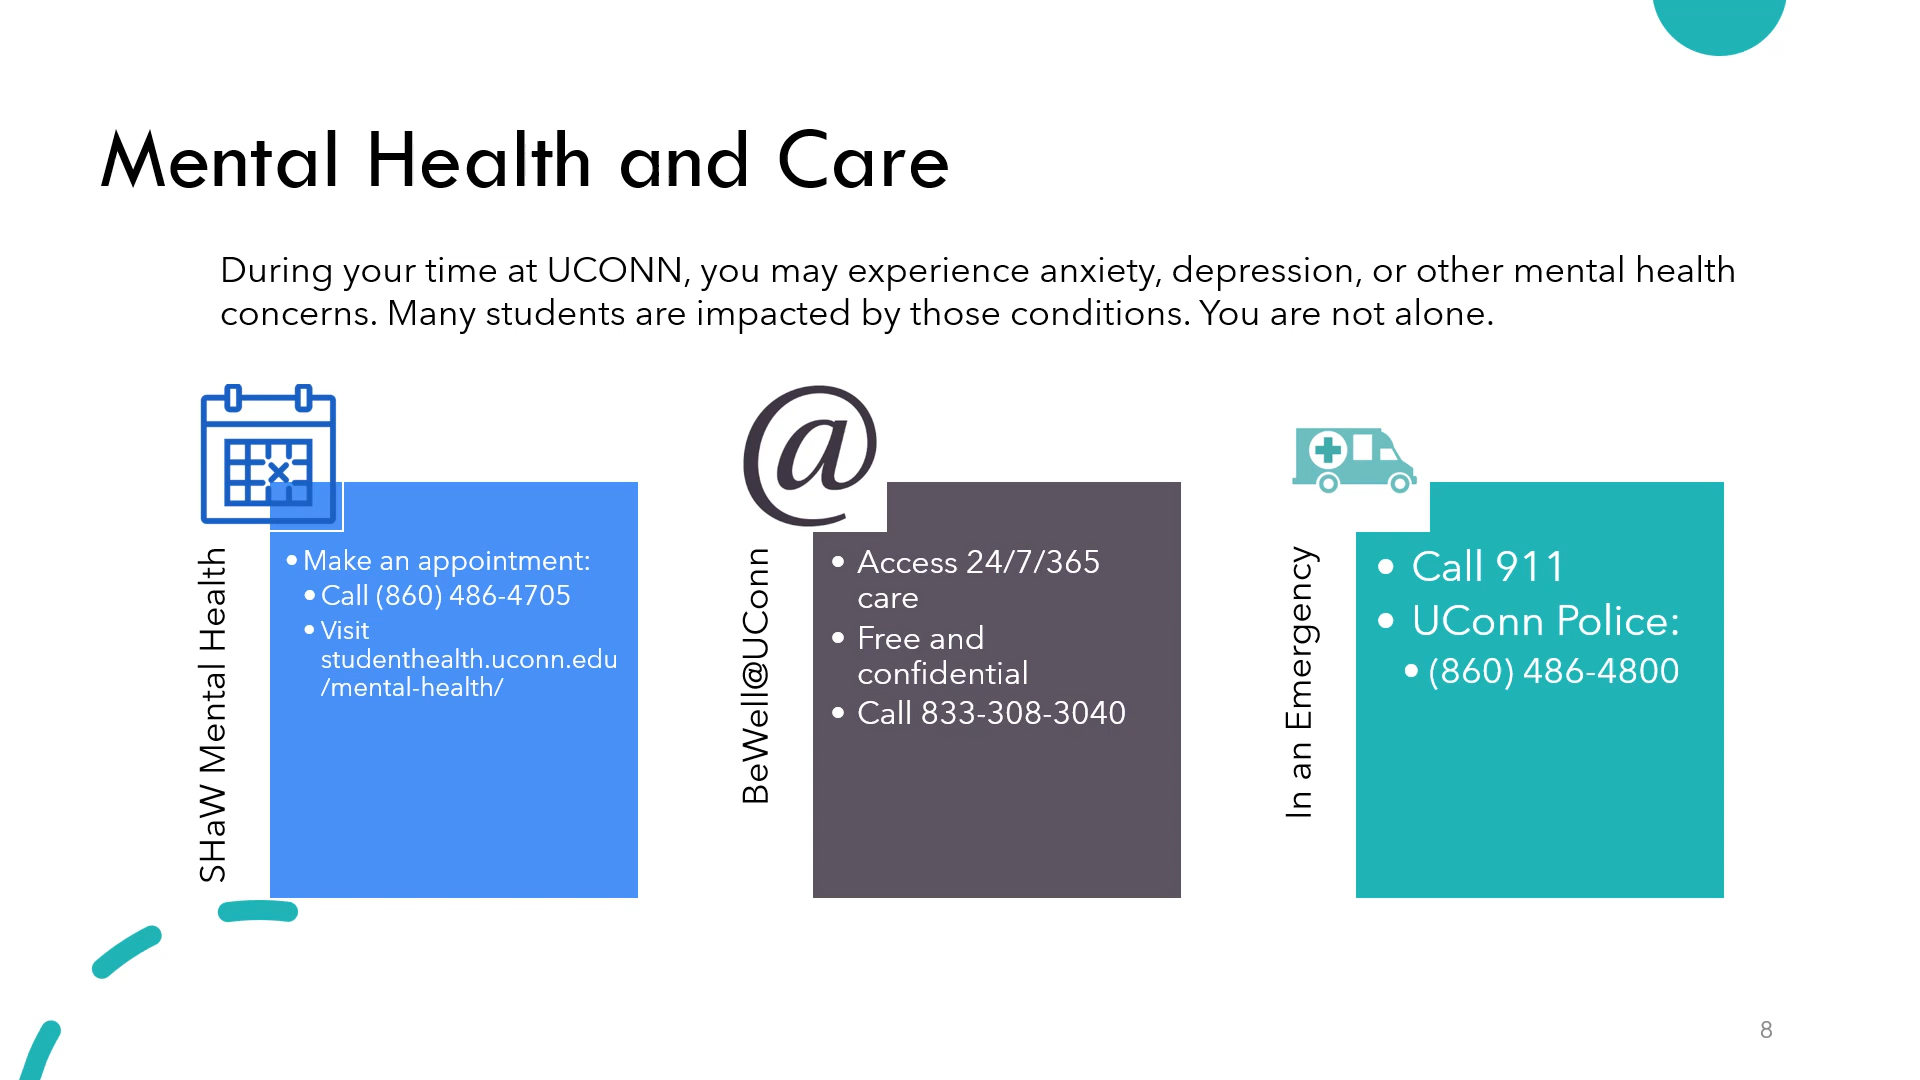 Mental Health and Care
During your time at UCONN, you may experience anxiety, depression, or other mental health
concerns. Many students are impacted by those conditions. You are not alone.
SHaW Mental Health
• Make an appointment:
• Call (860) 486-4705
• Visit
studenthealth.uconn.edu
/mental-health/
@
BeWell@UConn
• Access 24/7/365
care
• Free and
confidential
• Call 833-308-3040
In an Emergency
• Call 911
• UConn Police:
• (860) 486-4800
8